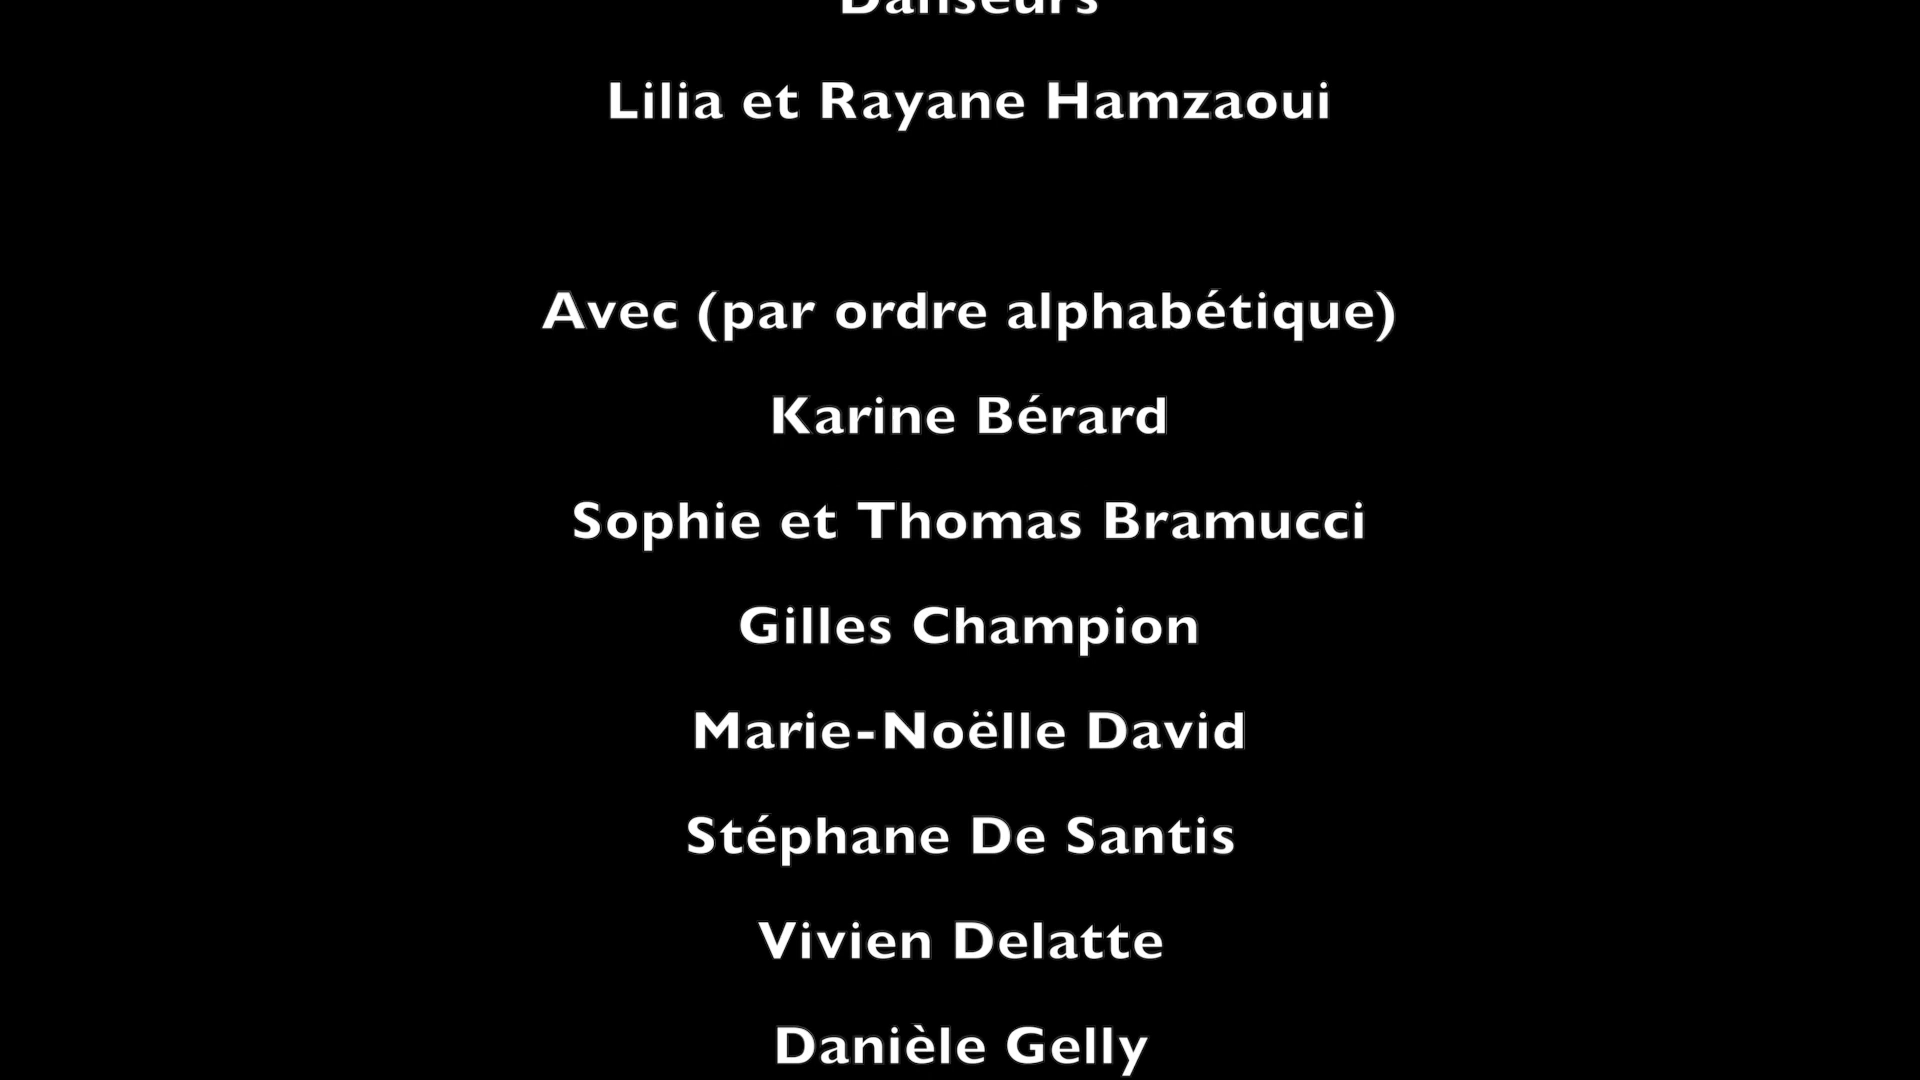 Danseurs
Lilia et Rayane Hamzaoui
Avec (par ordre alphabétique)
Karine Bérard
Sophie et Thomas Bramucci
Gilles Champion
Marie-Noëlle David
Stéphane De Santis
Vivien Delatte
Danièle Gelly